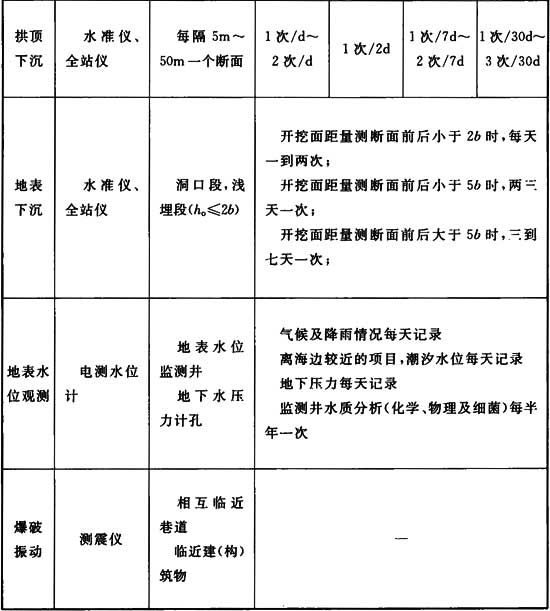 拱顶
下沉
水准仪、
全站仪
每隔5m~
50m一个断面
1次/d~
2次/d
1次/2d
1次/7d~
2次/7d
1次/30d~
3次/30d
地表
下沉
水准仪、
全站仪
洞口段,浅
埋段(h₀≤2b)
开挖面距量测断面前后小于2b时,每天
一到两次;
开挖面距量测断面前后小于5b时,两三
天一次;
开挖面距量测断面前后大于5b时,三到
七天一次;
地表水
位观测
电测水位
计
地表水位
监测井
地下水压
力计孔
气候及降雨情况每天记录
离海边较近的项目,潮汐水位每天记录
地下压力每天记录
监测井水质分析(化学、物理及细菌)每半
年一次
爆破
振动
测震仪
相互临近
巷道
临近建(构)
筑物
—